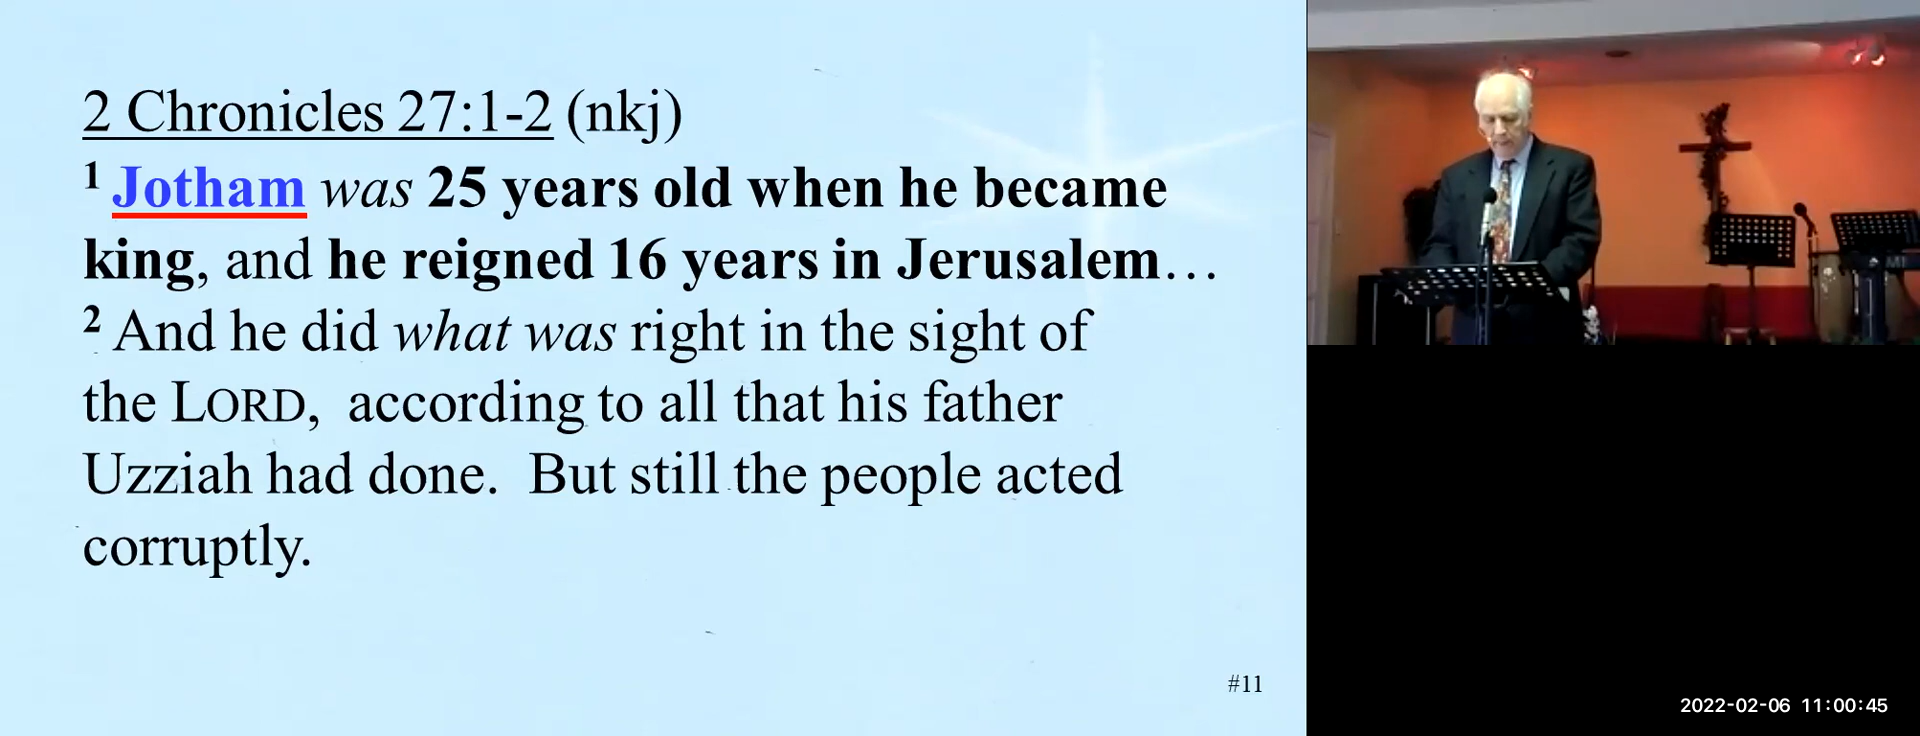 2 Chronicles 27:1-2 (nkj)
1 Jotham was 25 years old when he became
king, and he reigned 16 years in Jerusalem…
2 And he did what was right in the sight of
the LORD,  according to all that his father
Uzziah had done.  But still the people acted
corruptly.
#11
2022-02-06 11:00:45